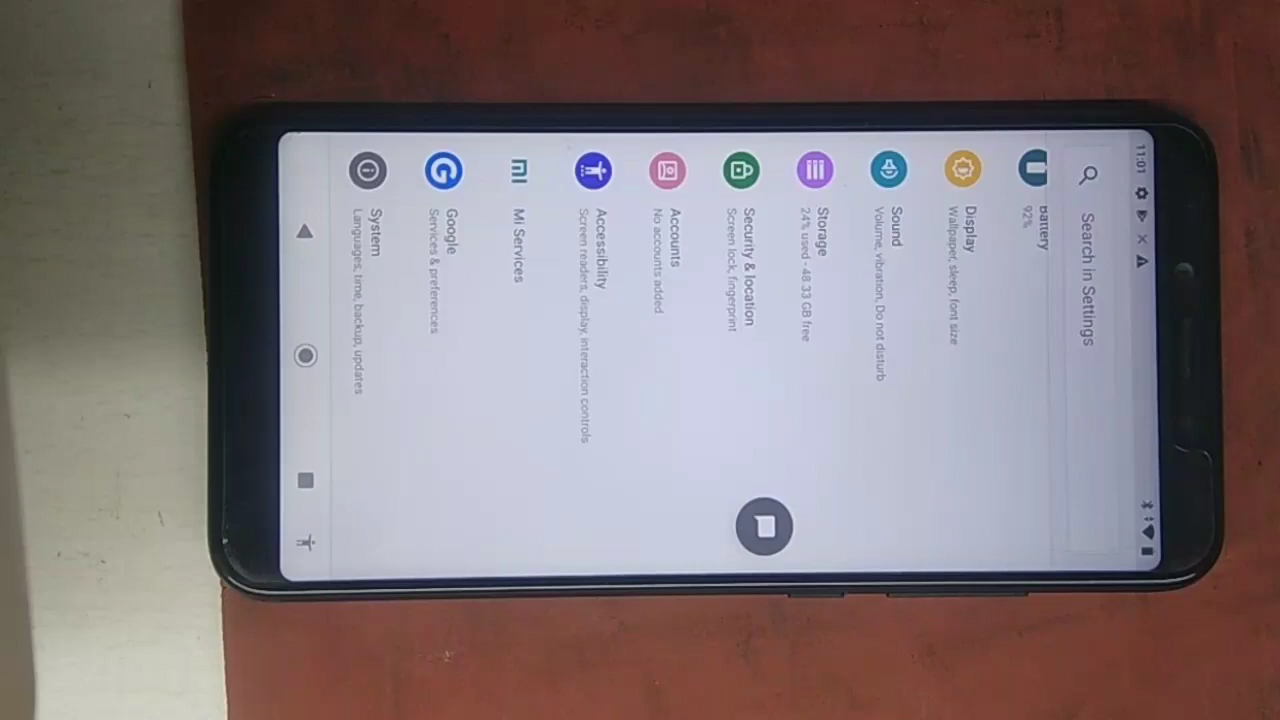 11:01
Search in Settings
Battery
92%
Display
Wallpaper, sleep, font size
Sound
Volume, vibration, Do not disturb
Storage
24% used - 48.33 GB free
Security & location
Screen lock, fingerprint
Accounts
No accounts added
Accessibility
Screen readers, display, interaction controls
Mi Services
Google
Services & preferences
System
Languages, time, backup, updates